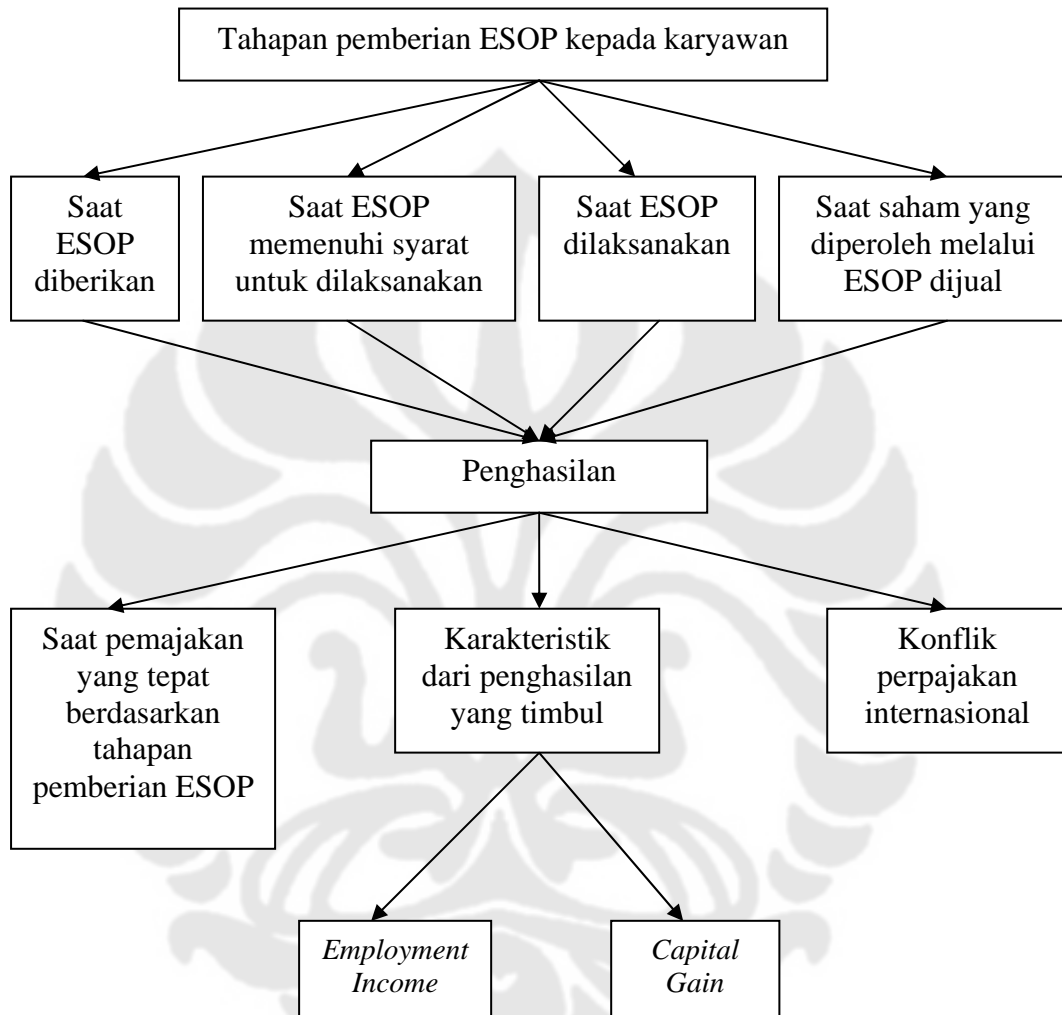 Tahapan pemberian ESOP kepada karyawan
Saat
ESOP
diberikan
Saat ESOP
memenuhi syarat
untuk dilaksanakan
Saat ESOP
dilaksanakan
Saat saham yang
diperoleh melalui
ESOP dijual
Penghasilan
Saat pemajakan
yang tepat
berdasarkan
tahapan
pemberian ESOP
Karakteristik
dari penghasilan
yang timbul
Konflik
perpajakan
internasional
Employment
Income
Capital
Gain